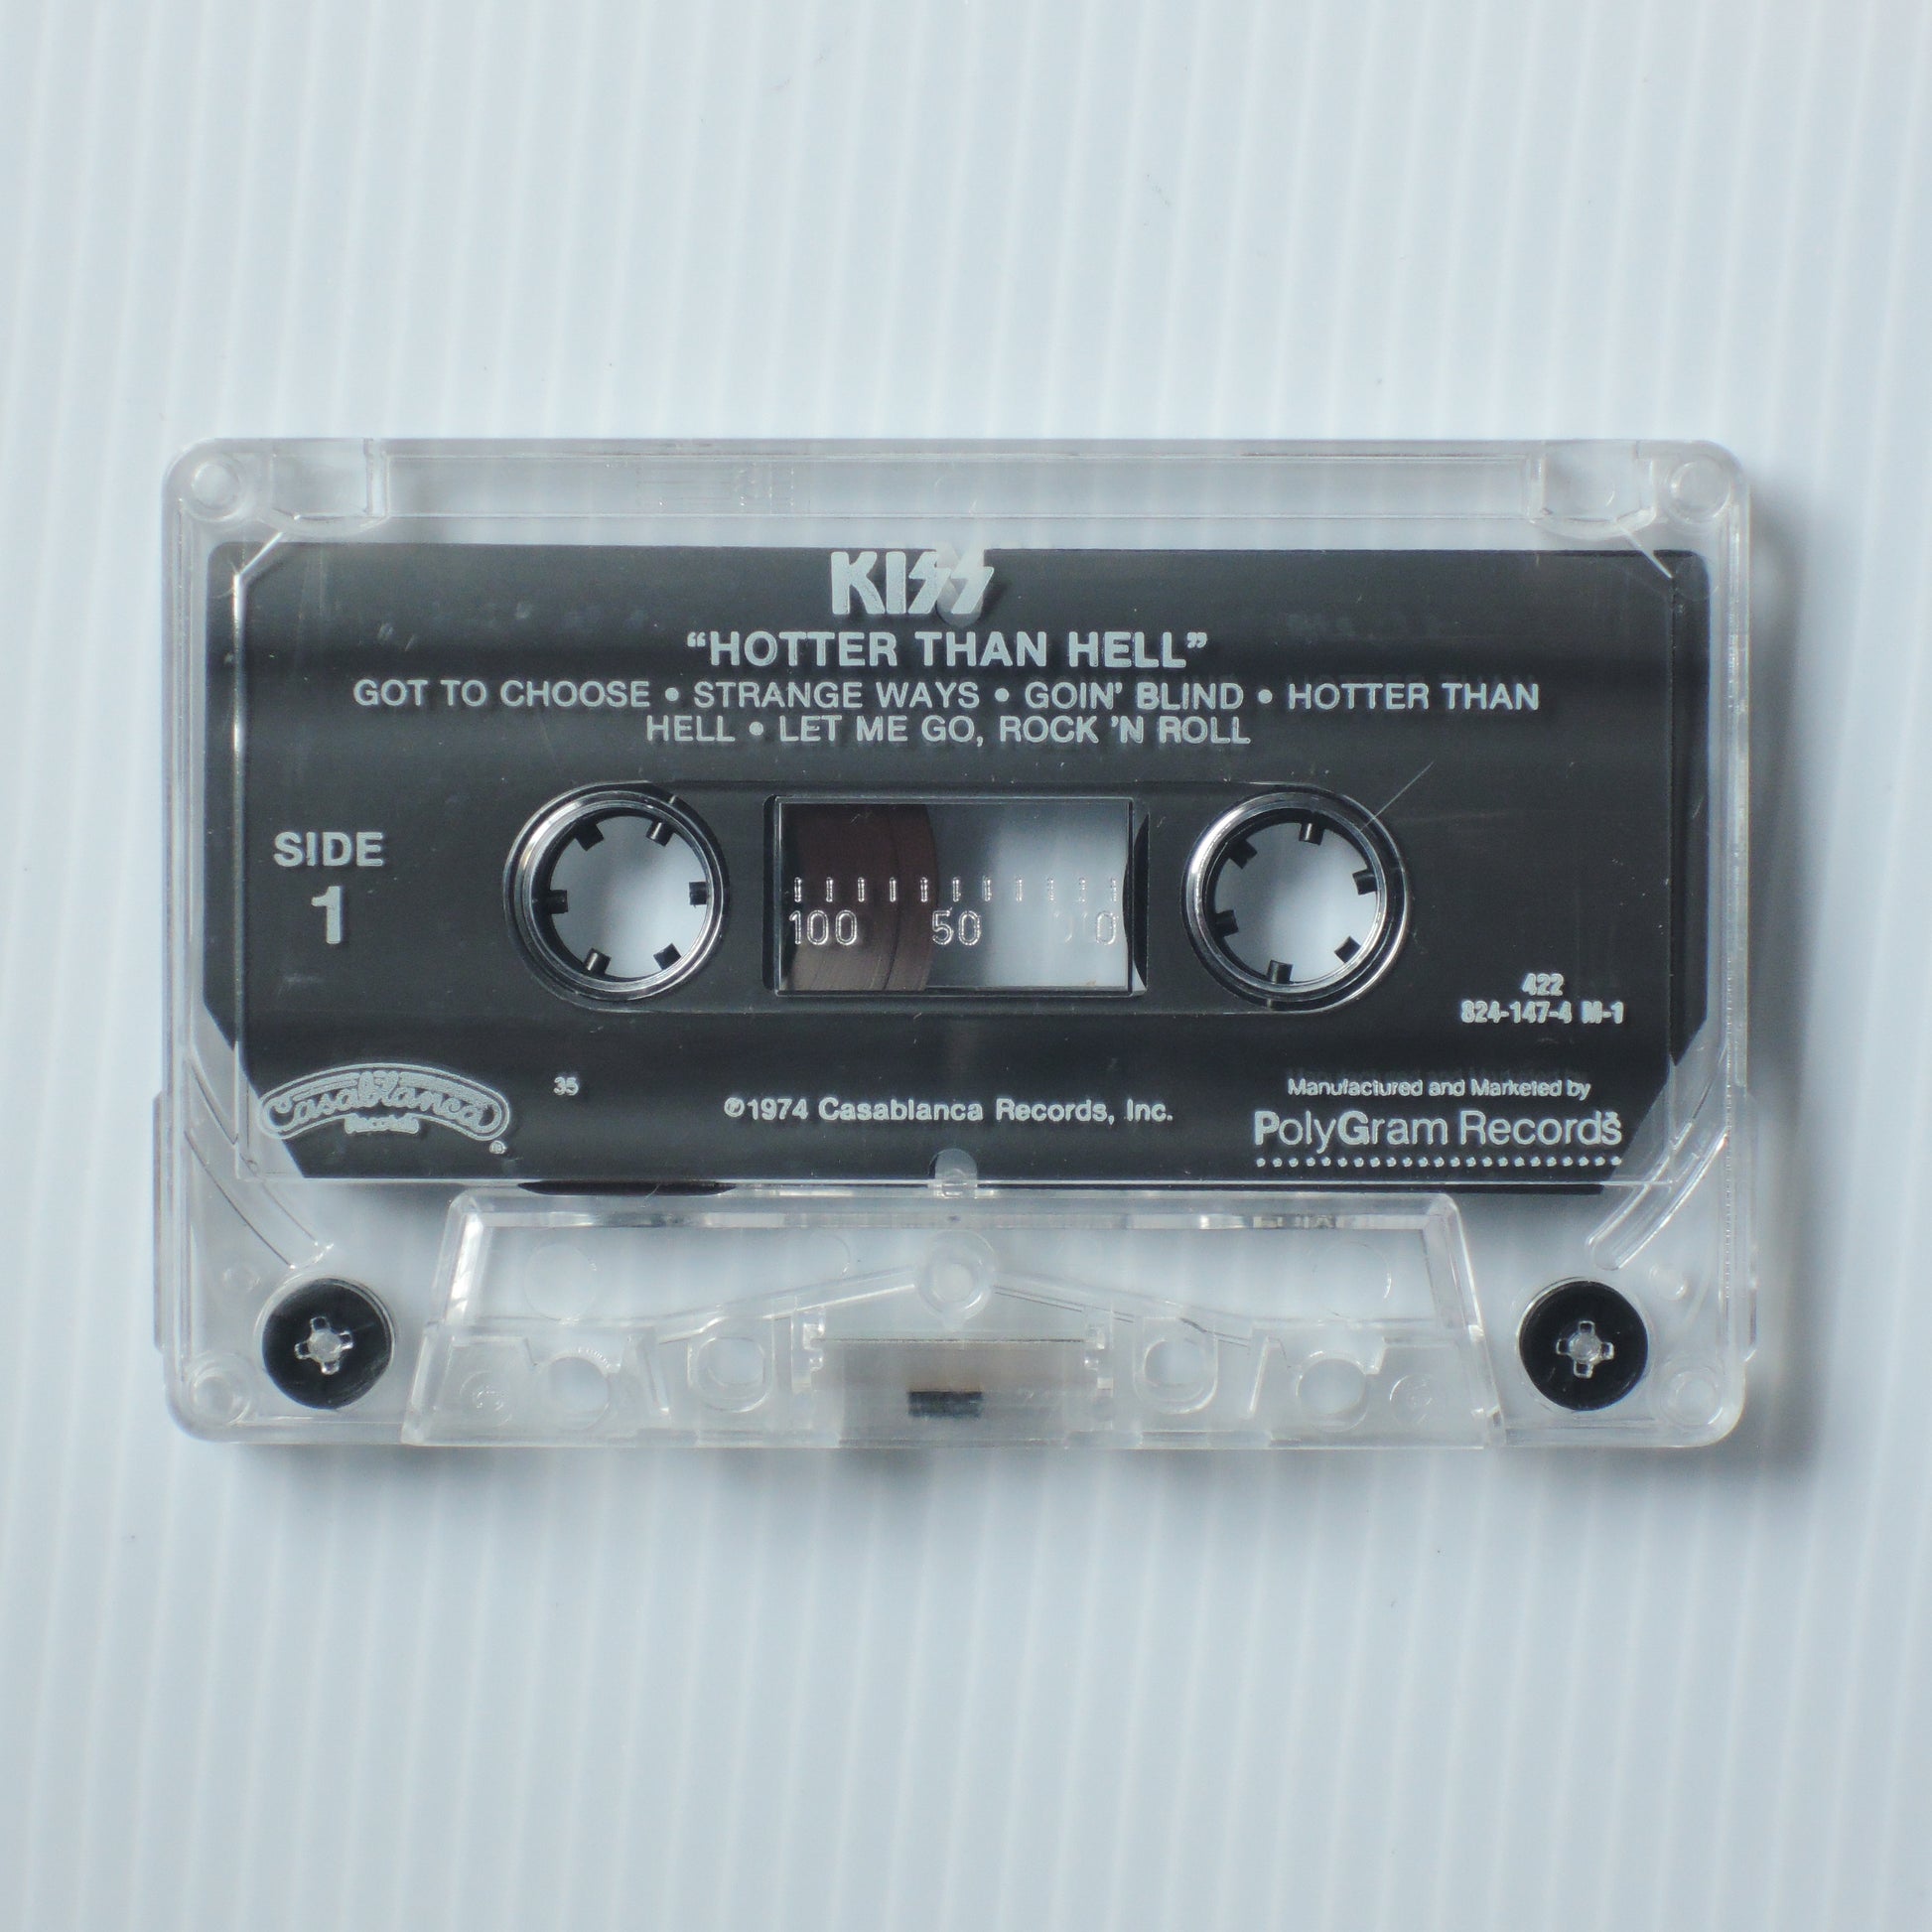 KISS
“HOTTER THAN HELL”
GOT TO CHOOSE • STRANGE WAYS • GOIN’ BLIND • HOTTER THAN
HELL • LET ME GO, ROCK ’N ROLL
SIDE
1
100 50 0
422
824-147-4 M-1
Casablanca
Records
®
35
℗1974 Casablanca Records, Inc.
Manufactured and Marketed by
PolyGram Records